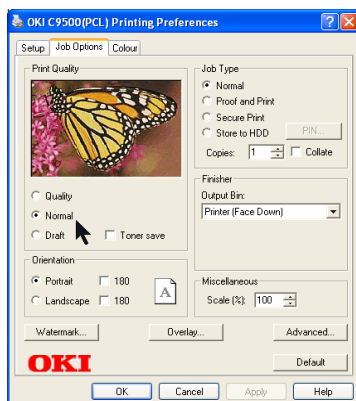 OKI C9500(PCL) Printing Preferences
Setup Job Options Colour
Print Quality
Quality
Normal
Draft Toner save
Orientation
Portrait 180
Landscape 180
A
Job Type
Normal
Proof and Print
Secure Print
Store to HDD PIN...
Copies: 1 Collate
Finisher
Output Bin:
Printer (Face Down)
Miscellaneous
Scale (%): 100
Watermark... Overlay... Advanced...
OKI Default
OK Cancel Apply Help